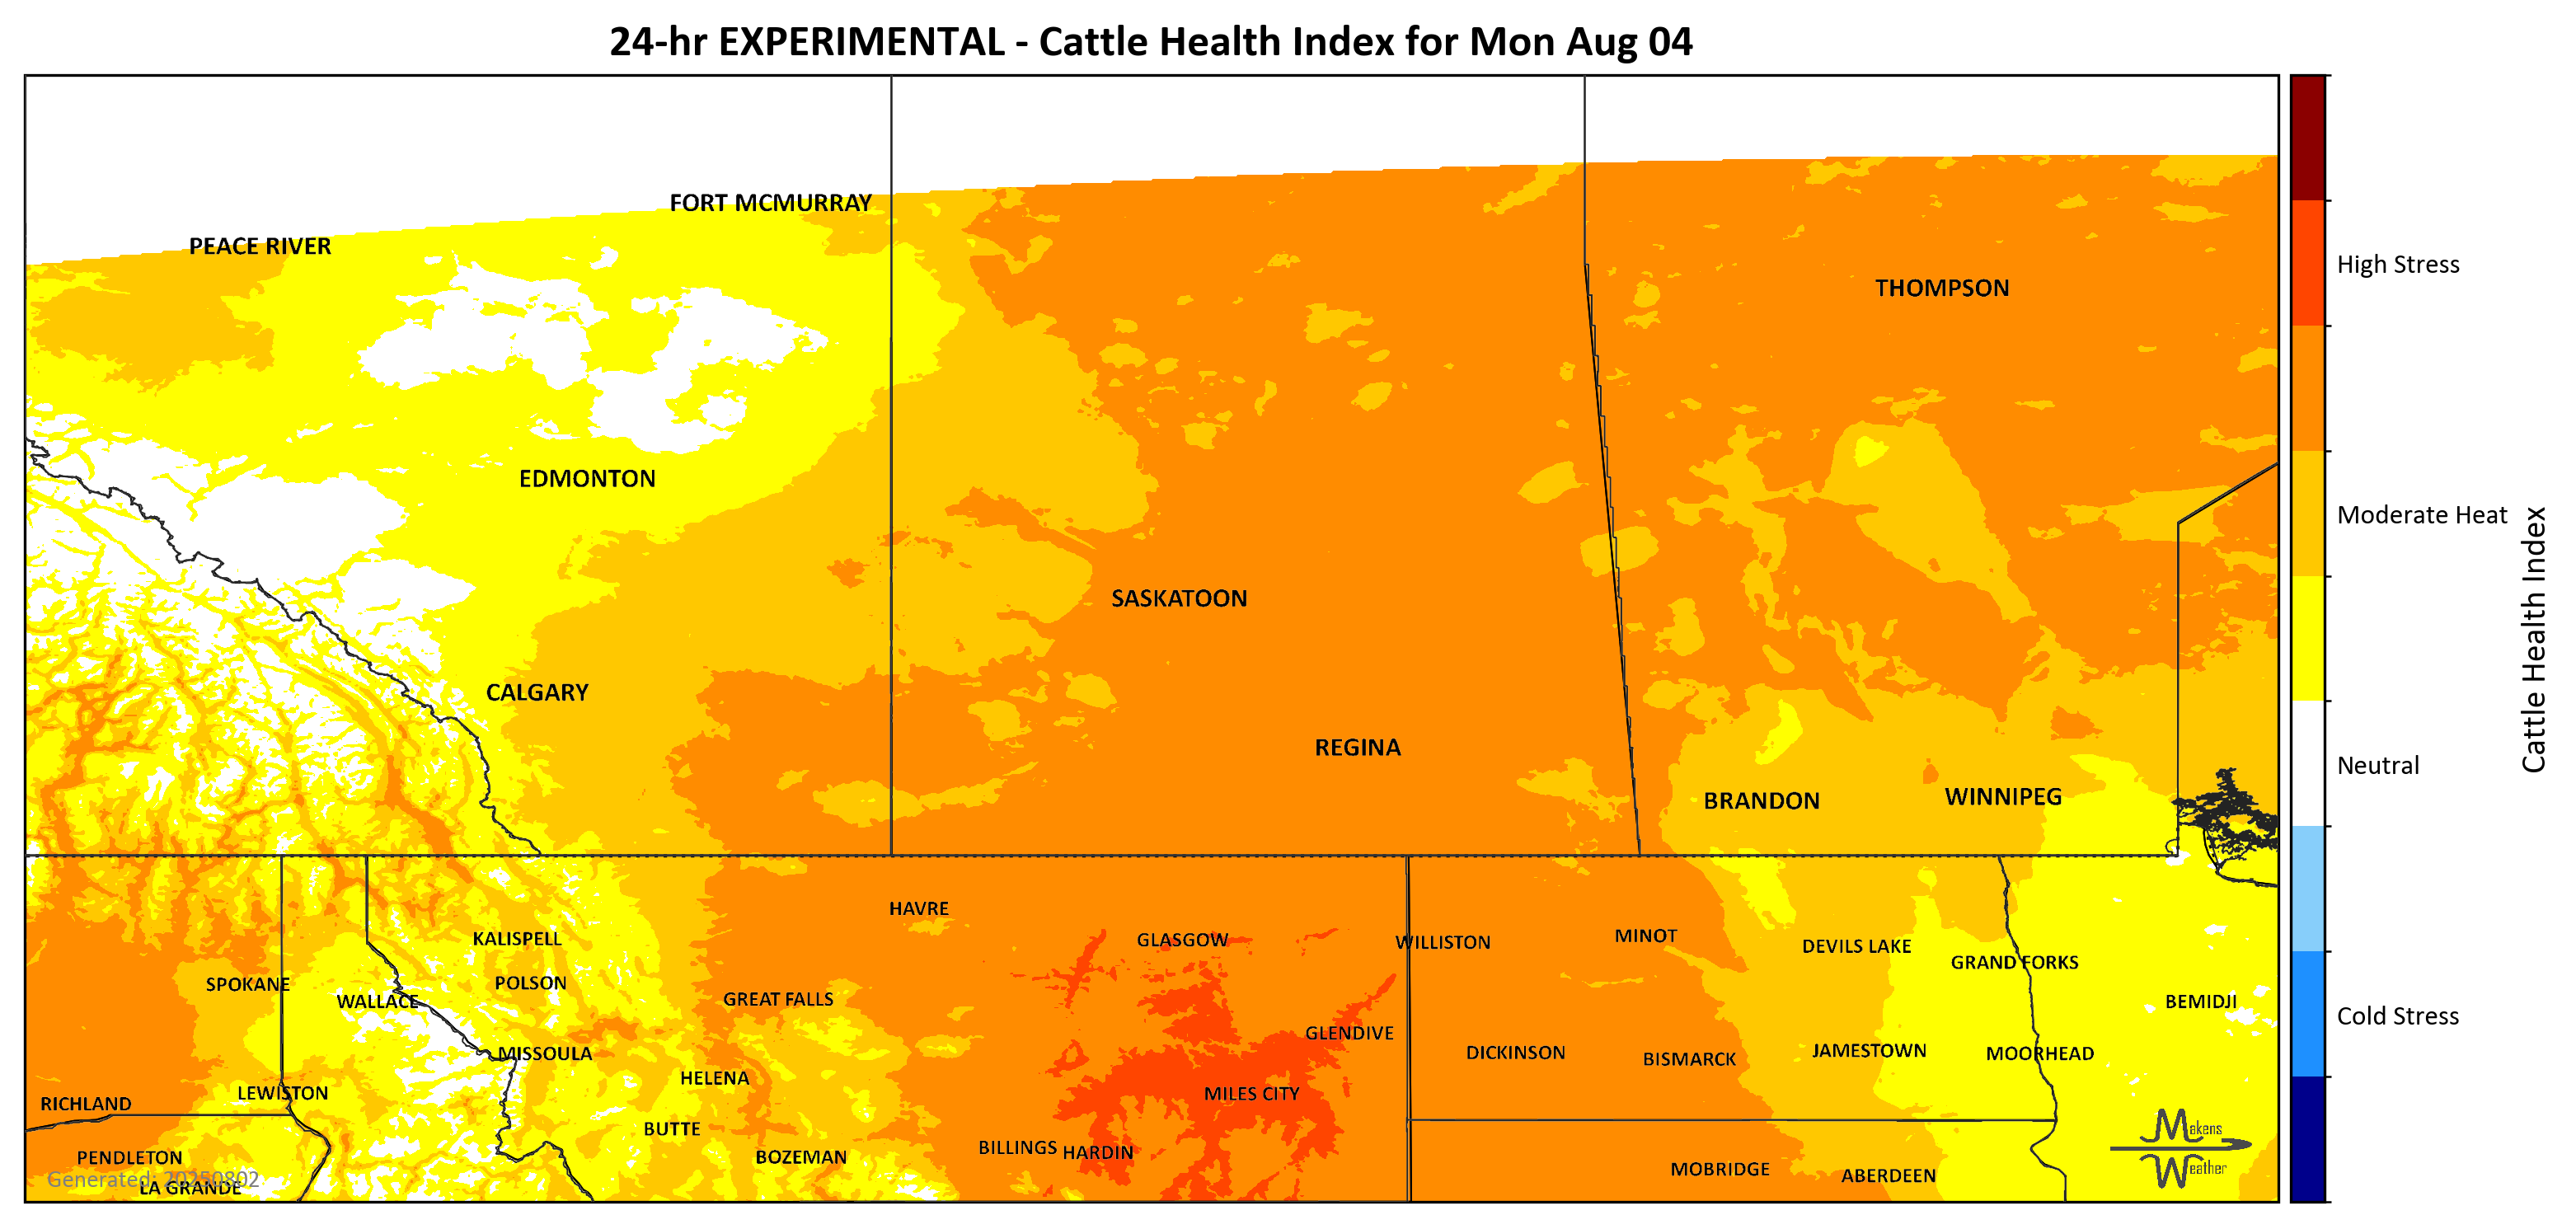 24-hr EXPERIMENTAL - Cattle Health Index for Mon Aug 04
FORT MCMURRAY
PEACE RIVER
THOMPSON
EDMONTON
SASKATOON
CALGARY
REGINA
BRANDON
WINNIPEG
HAVRE
KALISPELL
GLASGOW
WILLISTON
MINOT
DEVILS LAKE
GRAND FORKS
SPOKANE
POLSON
WALLACE
GREAT FALLS
BEMIDJI
GLENDIVE
MISSOULA
DICKINSON
BISMARCK
JAMESTOWN
MOORHEAD
HELENA
LEWISTON
MILES CITY
RICHLAND
BUTTE
BILLINGS
HARDIN
BOZEMAN
PENDLETON
MOBRIDGE
ABERDEEN
Generated: 20250802
LA GRANDE
Makens
Weather
High Stress
Moderate Heat
Neutral
Cold Stress
Cattle Health Index